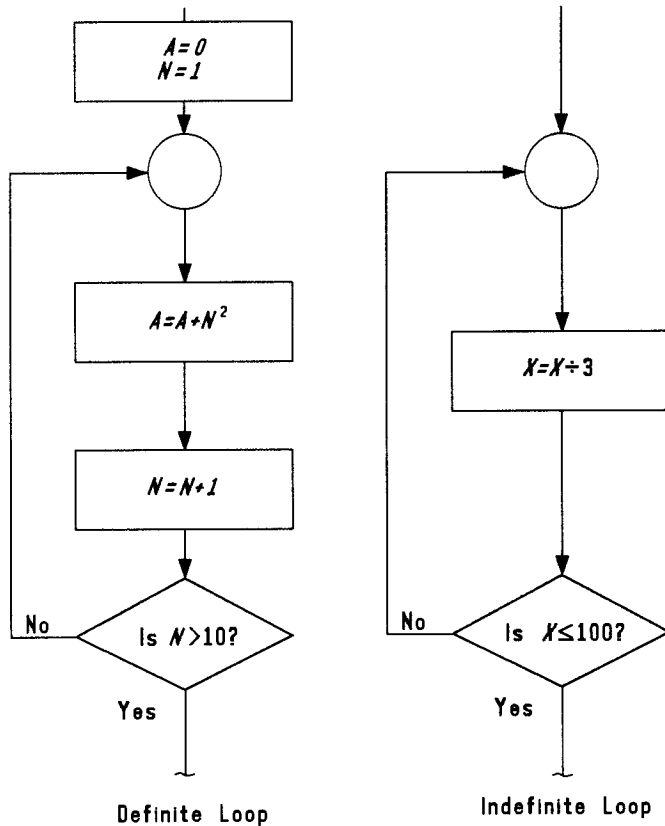 A=0
N=1
A=A+N²
N=N+1
Is N>10?
No
Yes
Definite Loop
X=X÷3
Is X≤100?
No
Yes
Indefinite Loop